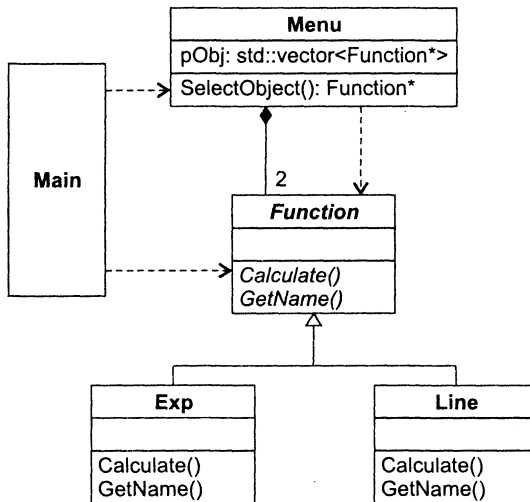 Menu
pObj: std::vector<Function*>
SelectObject(): Function*
Main
2
Function
Calculate()
GetName()
Exp
Calculate()
GetName()
Line
Calculate()
GetName()